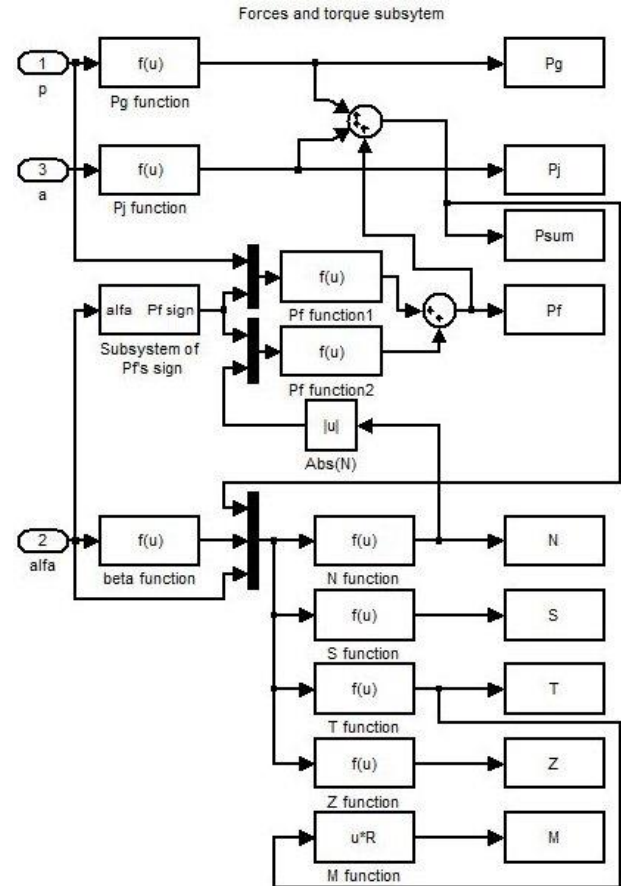 Forces and torque subsytem
1
p
f(u)
Pg function
Pg
3
a
f(u)
Pj function
Pj
Psum
f(u)
Pf function1
Pf
alfa Pf sign
Subsystem of
Pf's sign
f(u)
Pf function2
|u|
Abs(N)
2
alfa
f(u)
beta function
f(u)
N function
N
f(u)
S function
S
f(u)
T function
T
f(u)
Z function
Z
u*R
M function
M